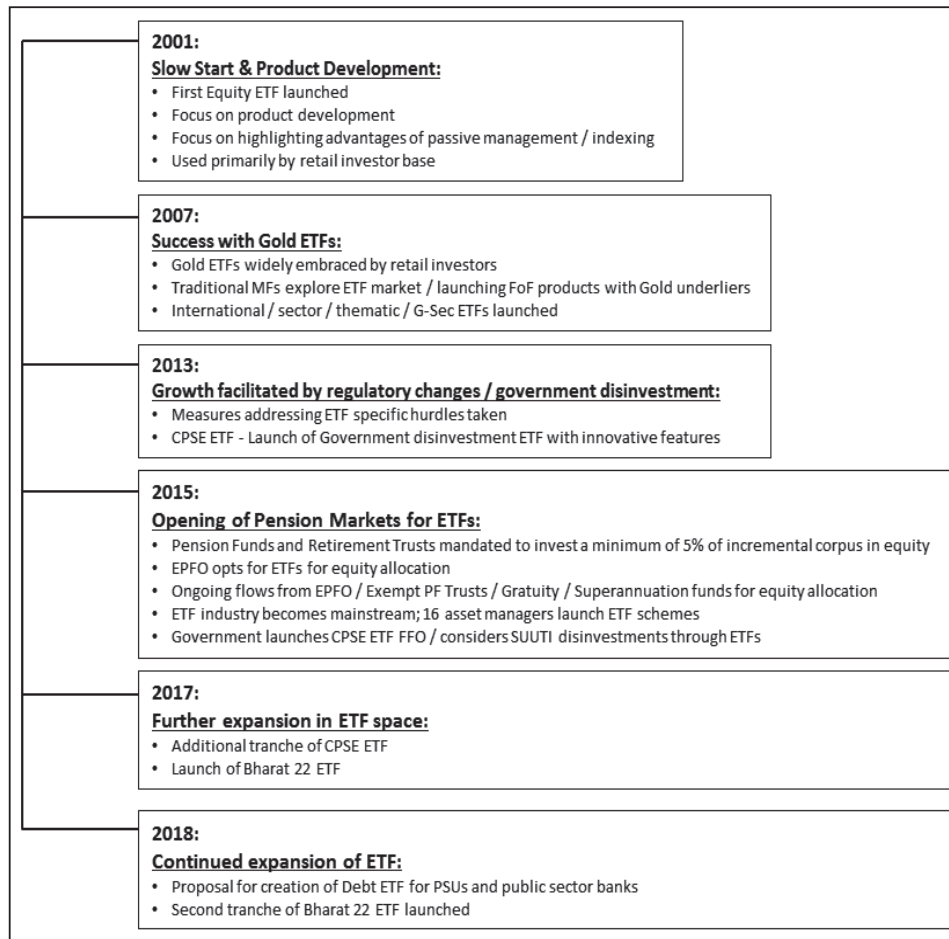 2001:
Slow Start & Product Development:
• First Equity ETF launched
• Focus on product development
• Focus on highlighting advantages of passive management / indexing
• Used primarily by retail investor base
2007:
Success with Gold ETFs:
• Gold ETFs widely embraced by retail investors
• Traditional MFs explore ETF market / launching FoF products with Gold underliers
• International / sector / thematic / G-Sec ETFs launched
2013:
Growth facilitated by regulatory changes / government disinvestment:
• Measures addressing ETF specific hurdles taken
• CPSE ETF - Launch of Government disinvestment ETF with innovative features
2015:
Opening of Pension Markets for ETFs:
• Pension Funds and Retirement Trusts mandated to invest a minimum of 5% of incremental corpus in equity
• EPFO opts for ETFs for equity allocation
• Ongoing flows from EPFO / Exempt PF Trusts / Gratuity / Superannuation funds for equity allocation
• ETF industry becomes mainstream; 16 asset managers launch ETF schemes
• Government launches CPSE ETF FFO / considers SUUTI disinvestments through ETFs
2017:
Further expansion in ETF space:
• Additional tranche of CPSE ETF
• Launch of Bharat 22 ETF
2018:
Continued expansion of ETF:
• Proposal for creation of Debt ETF for PSUs and public sector banks
• Second tranche of Bharat 22 ETF launched